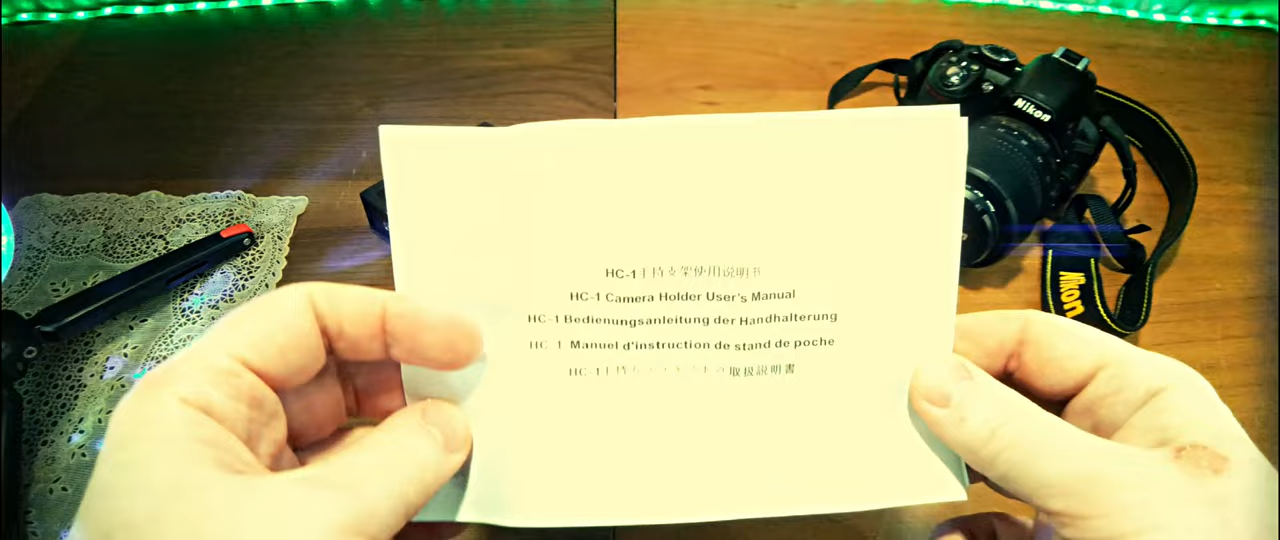 Nikon
HC-1手持支架使用说明书
HC-1 Camera Holder User's Manual
HC-1 Bedienungsanleitung der Handhalterung
HC-1 Manuel d'instruction de stand de poche
HC-1手持 取扱説明書
Nikon